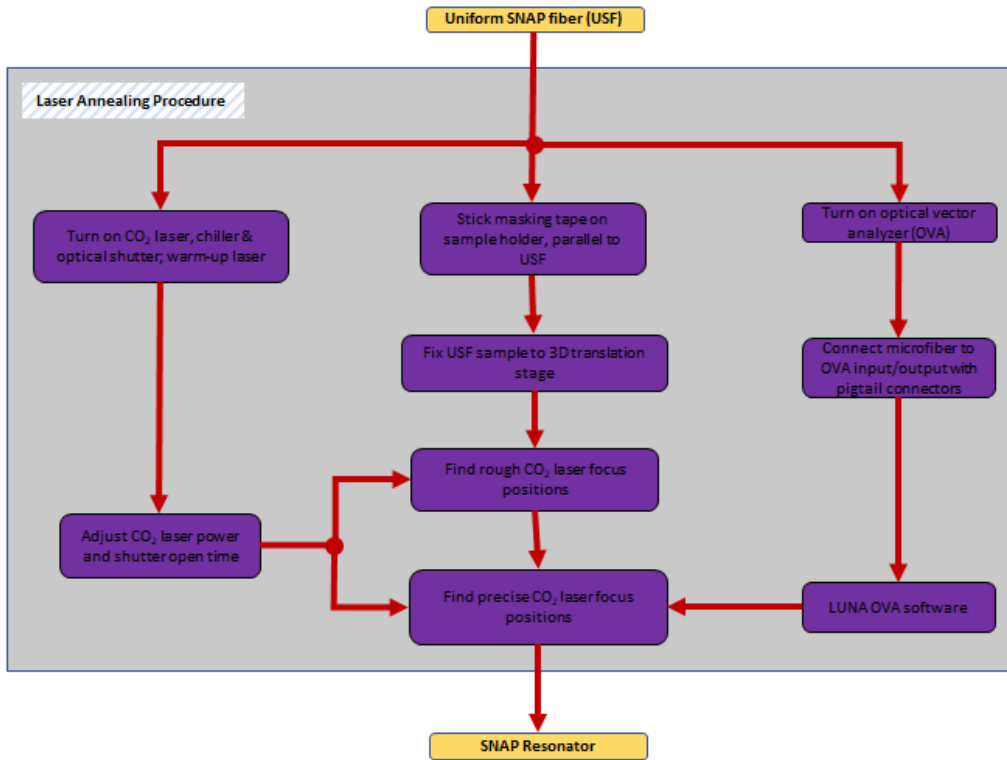 Uniform SNAP fiber (USF)
Laser Annealing Procedure
Turn on CO₂ laser, chiller &
optical shutter; warm-up laser
Stick masking tape on
sample holder, parallel to
USF
Turn on optical vector
analyzer (OVA)
Fix USF sample to 3D translation
stage
Connect microfiber to
OVA input/output with
pigtail connectors
Find rough CO₂ laser focus
positions
Adjust CO₂ laser power
and shutter open time
Find precise CO₂ laser focus
positions
LUNA OVA software
SNAP Resonator